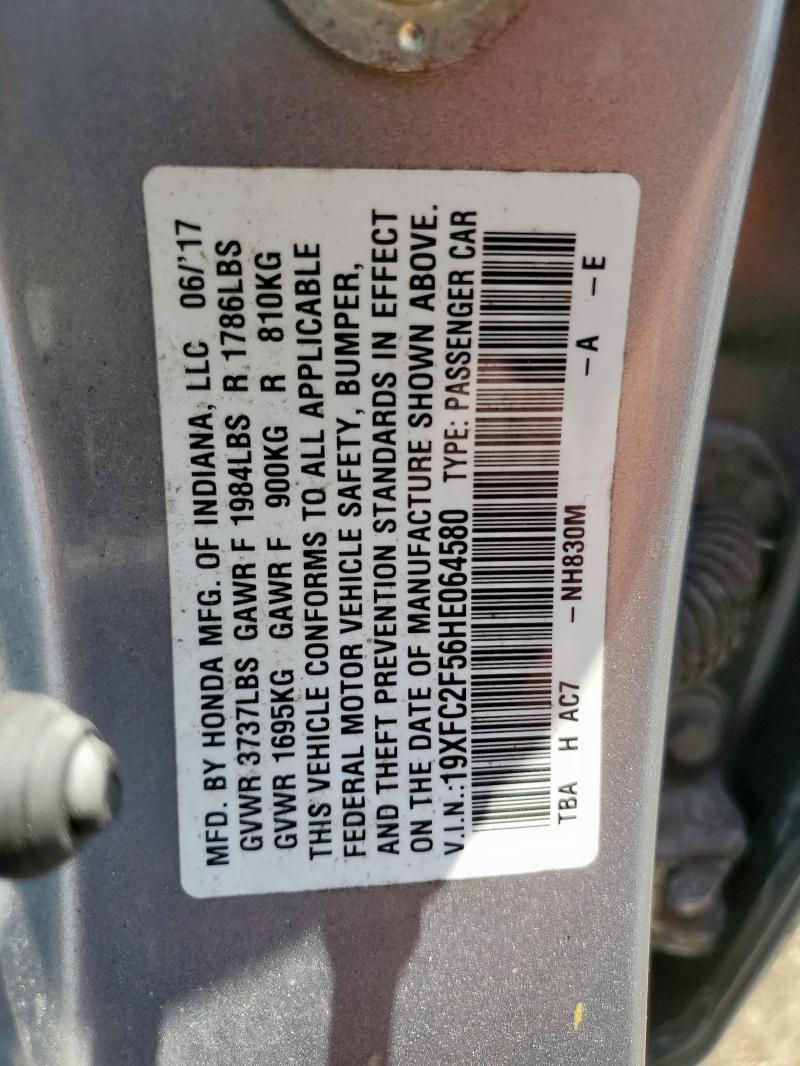 MFD. BY HONDA MFG. OF INDIANA, LLC 06/'17
GVWR 3737LBS GAWR F 1984LBS R 1786LBS
GVWR 1695KG GAWR F 900KG R 810KG
THIS VEHICLE CONFORMS TO ALL APPLICABLE
FEDERAL MOTOR VEHICLE SAFETY, BUMPER,
AND THEFT PREVENTION STANDARDS IN EFFECT
ON THE DATE OF MANUFACTURE SHOWN ABOVE.
V.I.N.:19XFC2F56HE064580 TYPE: PASSENGER CAR
TBA H AC7 -NH830M -A -E